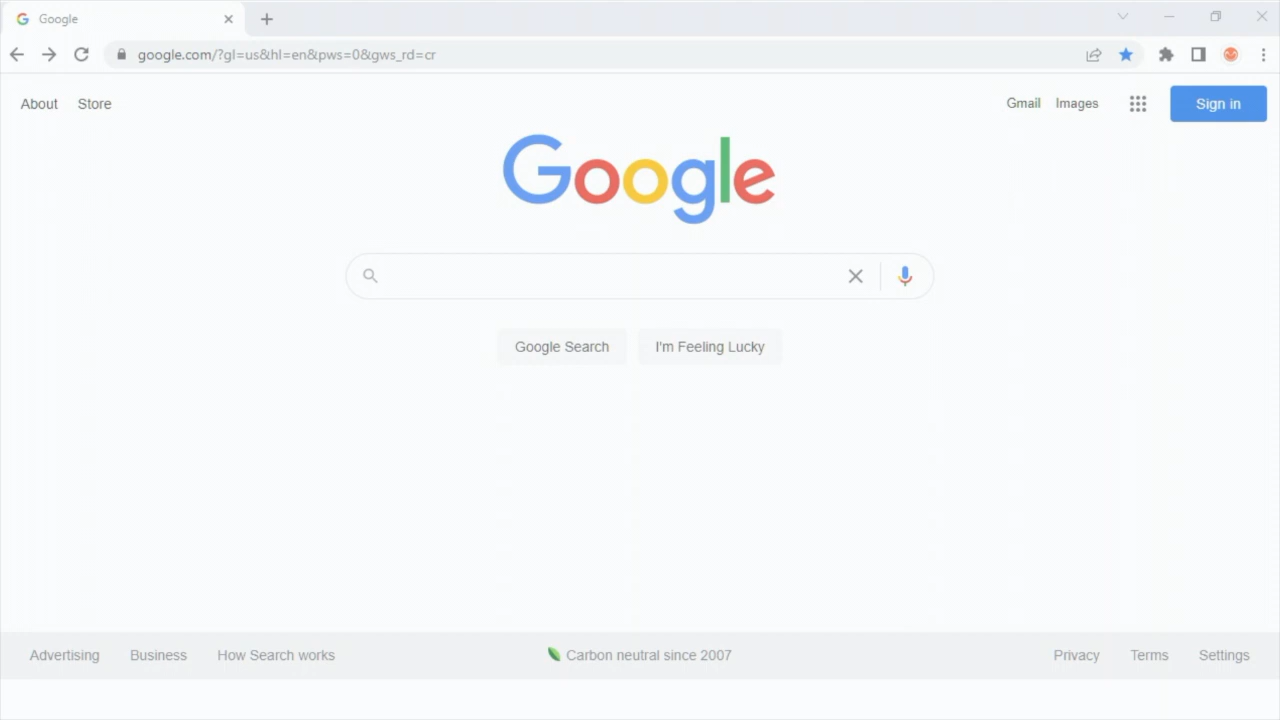 Google
google.com/?gl=us&hl=en&pws=0&gws_rd=cr
About Store Gmail Images Sign in
Google
Google Search I'm Feeling Lucky
Advertising Business How Search works Carbon neutral since 2007 Privacy Terms Settings